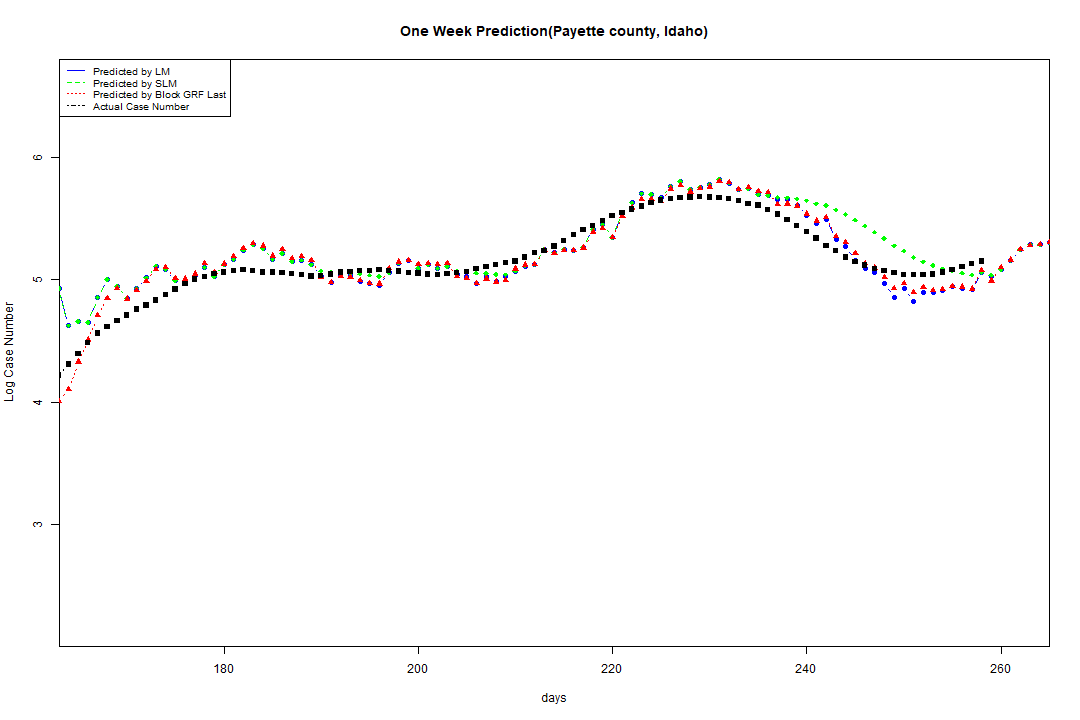 One Week Prediction(Payette county, Idaho)
Predicted by LM
Predicted by SLM
Predicted by Block GRF Last
Actual Case Number
6
5
4
3
Log Case Number
180
200
220
240
260
days